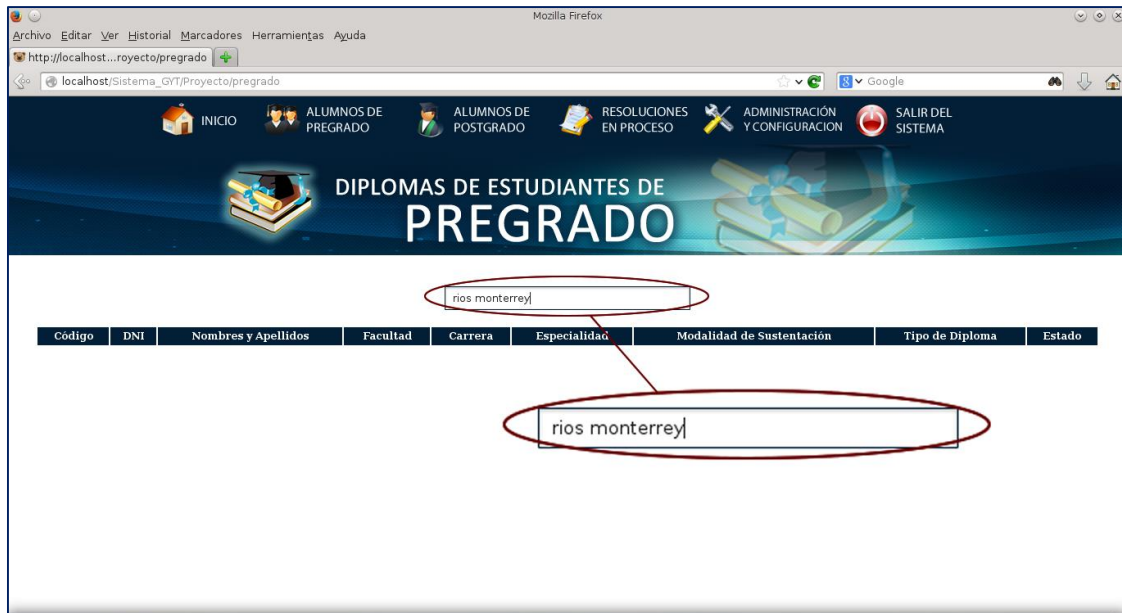 Mozilla Firefox
Archivo Editar Ver Historial Marcadores Herramientas Ayuda
http://localhost...royecto/pregrado
localhost/Sistema_GYT/Proyecto/pregrado
8 Google
INICIO
ALUMNOS DE
PREGRADO
ALUMNOS DE
POSTGRADO
RESOLUCIONES
EN PROCESO
ADMINISTRACIÓN
Y CONFIGURACION
SALIR DEL
SISTEMA
DIPLOMAS DE ESTUDIANTES DE
PREGRADO
rios monterrey
Código DNI Nombres y Apellidos Facultad Carrera Especialidad Modalidad de Sustentación Tipo de Diploma Estado
rios monterrey